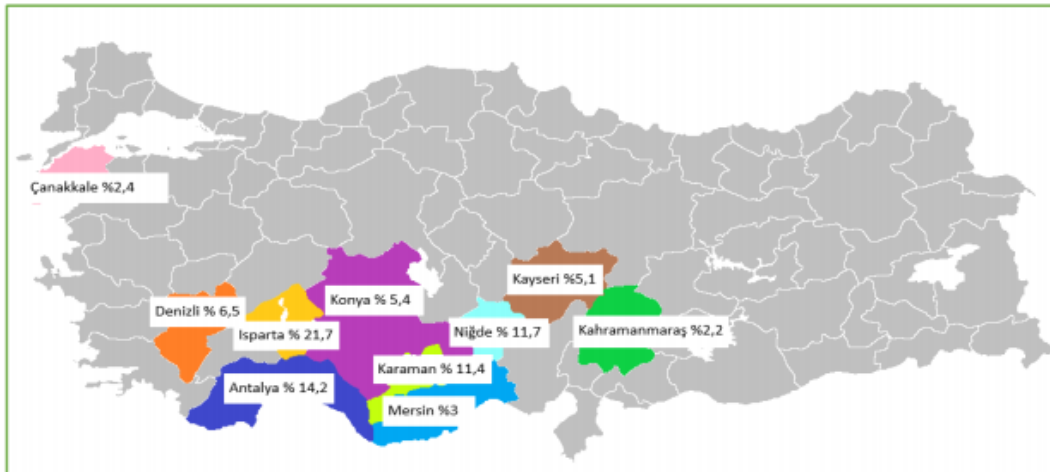 Çanakkale %2,4
Kayseri %5,1
Konya % 5,4
Denizli % 6,5
Isparta % 21,7
Niğde % 11,7
Kahramanmaraş %2,2
Karaman % 11,4
Antalya % 14,2
Mersin %3